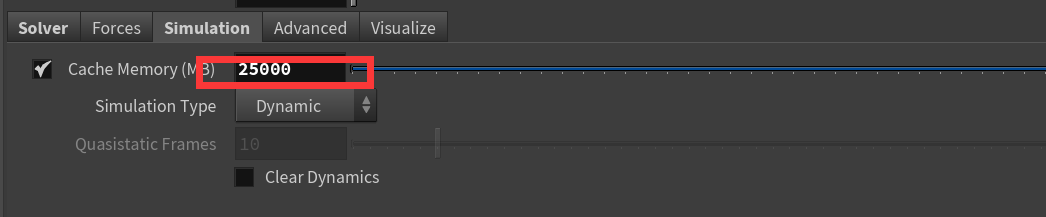 Solver Forces Simulation Advanced Visualize
Cache Memory (MB) 25000
Simulation Type Dynamic
Quasistatic Frames 10
Clear Dynamics